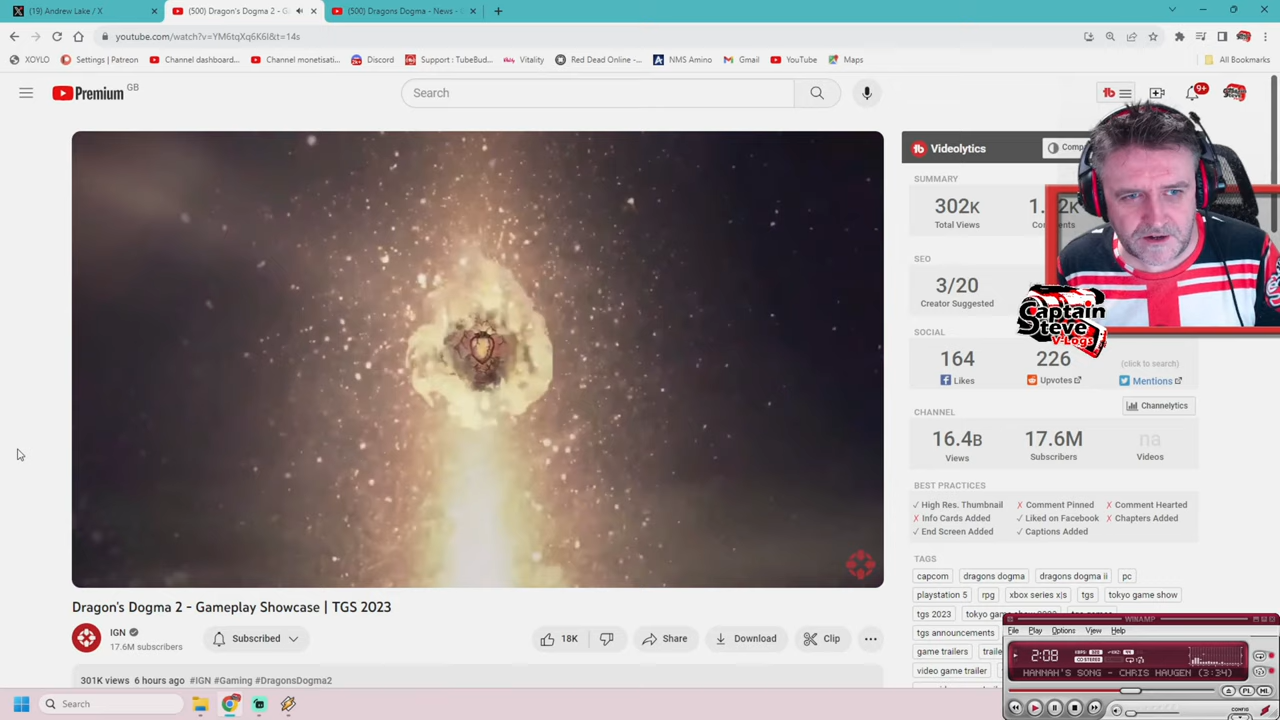 (19) Andrew Lake / X
(500) Dragon's Dogma 2 - G
(500) Dragons Dogma - News -
youtube.com/watch?v=YM6tqXq6K6I&t=14s
XOYLO
Settings | Patreon
Channel dashboard...
Channel monetisati...
Discord
Support : TubeBud...
Vitality
Red Dead Online -...
NMS Amino
Gmail
YouTube
Maps
All Bookmarks
Premium GB
Search
9+
Videolytics
SUMMARY
302K
Total Views
SEO
3/20
Creator Suggested
Captain
Steve
V-Logs
SOCIAL
164
Likes
226
Upvotes
(click to search)
Mentions
Channelytics
CHANNEL
16.4B
Views
17.6M
Subscribers
na
Videos
BEST PRACTICES
✓ High Res. Thumbnail
✗ Comment Pinned
✗ Comment Hearted
✗ Info Cards Added
✓ Liked on Facebook
✗ Chapters Added
✓ End Screen Added
✓ Captions Added
TAGS
capcom
dragons dogma
dragons dogma ii
pc
playstation 5
rpg
xbox series x|s
tgs
tokyo game show
tgs 2023
tgs announcements
game trailers
video game trailer
Dragon's Dogma 2 - Gameplay Showcase | TGS 2023
IGN
17.6M subscribers
Subscribed
18K
Share
Download
Clip
301K views 6 hours ago #IGN #Gaming #DragonsDogma2
WINAMP
File Play Options View Help
2:08
HANNAH'S SONG - CHRIS HAUGEN (3:34)
Search